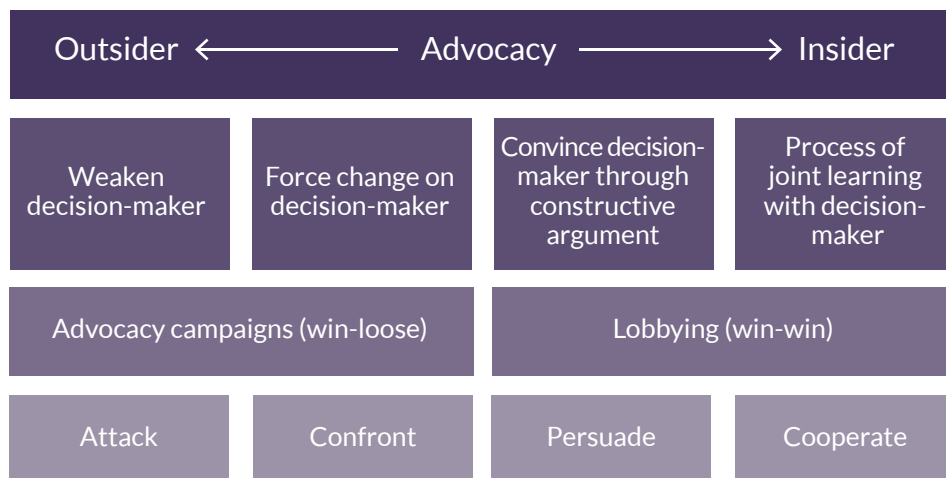 Outsider Advocacy Insider
Weaken
decision-maker
Force change on
decision-maker
Convince decision-
maker through
constructive
argument
Process of
joint learning
with decision-
maker
Advocacy campaigns (win-loose)
Lobbying (win-win)
Attack
Confront
Persuade
Cooperate